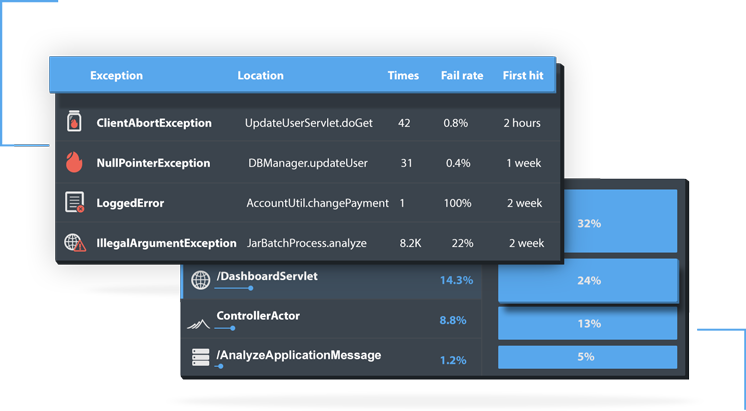 Exception Location Times Fail rate First hit
ClientAbortException UpdateUserServlet.doGet 42 0.8% 2 hours
NullPointerException DBManager.updateUser 31 0.4% 1 week
LoggedError AccountUtil.changePayment 1 100% 2 week
IllegalArgumentException JarBatchProcess.analyze 8.2K 22% 2 week
32%
/DashboardServlet 14.3% 24%
ControllerActor 8.8% 13%
/AnalyzeApplicationMessage 1.2% 5%